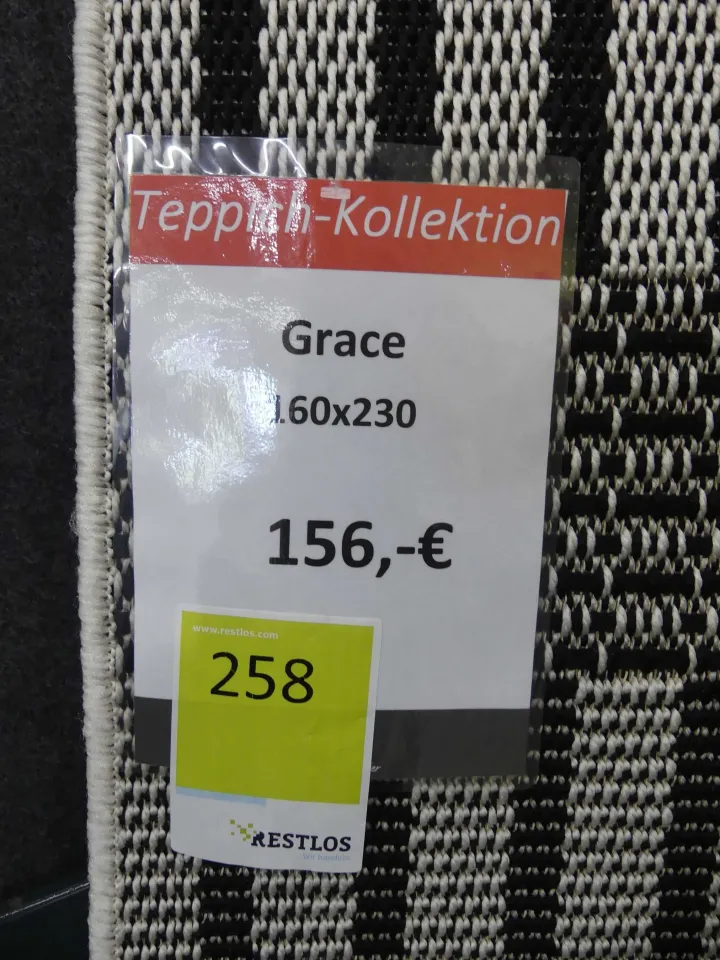 Teppich-Kollektion
Grace
160x230
156,-€
www.restlos.com
258
RESTLOS